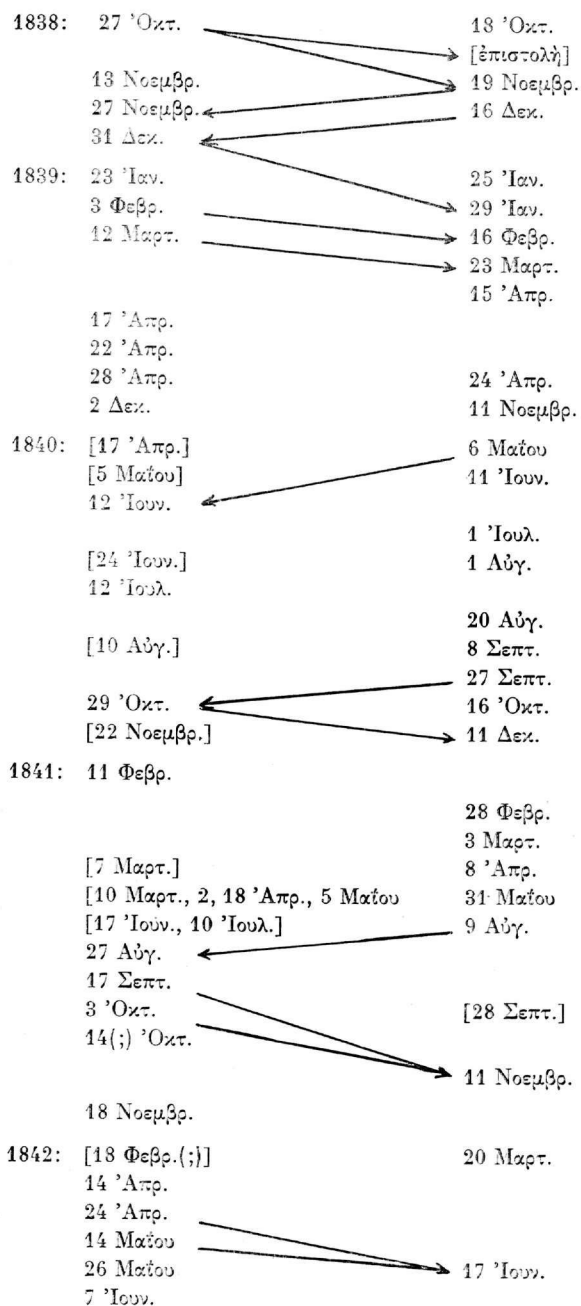 1838: 27 Ὀκτ. 18 Ὀκτ.
[ἐπιστολὴ]
13 Νοεμβρ. 19 Νοεμβρ.
27 Νοεμβρ. 16 Δεκ.
31 Δεκ.
1839: 23 Ἰαν. 25 Ἰαν.
3 Φεβρ. 29 Ἰαν.
12 Μαρτ. 16 Φεβρ.
23 Μαρτ.
15 Ἀπρ.
17 Ἀπρ.
22 Ἀπρ.
28 Ἀπρ. 24 Ἀπρ.
2 Δεκ. 11 Νοεμβρ.
1840: [17 Ἀπρ.] 6 Μαΐου
[5 Μαΐου] 11 Ἰουν.
12 Ἰουν.
1 Ἰουλ.
[24 Ἰουν.] 1 Αὐγ.
12 Ἰουλ.
20 Αὐγ.
[10 Αὐγ.] 8 Σεπτ.
27 Σεπτ.
29 Ὀκτ. 16 Ὀκτ.
[22 Νοεμβρ.] 11 Δεκ.
1841: 11 Φεβρ.
28 Φεβρ.
3 Μαρτ.
[7 Μαρτ.] 8 Ἀπρ.
[10 Μαρτ., 2, 18 Ἀπρ., 5 Μαΐου 31 Μαΐου
[17 Ἰουν., 10 Ἰουλ.] 9 Αὐγ.
27 Αὐγ.
17 Σεπτ.
3 Ὀκτ. [28 Σεπτ.]
14(;) Ὀκτ.
11 Νοεμβρ.
18 Νοεμβρ.
1842: [18 Φεβρ.(;)] 20 Μαρτ.
14 Ἀπρ.
24 Ἀπρ.
14 Μαΐου
26 Μαΐου 17 Ἰουν.
7 Ἰουν.